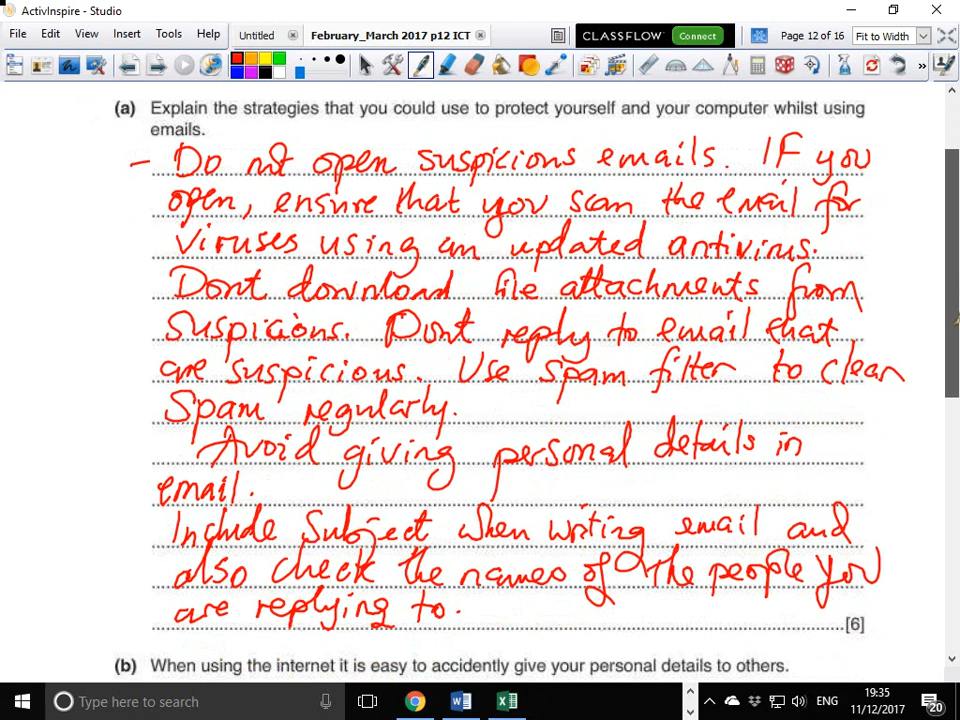 ActivInspire - Studio
File Edit View Insert Tools Help Untitled February_March 2017 p12 ICT CLASSFLOW Connect Page 12 of 16 Fit to Width
(a) Explain the strategies that you could use to protect yourself and your computer whilst using
emails.
- Do not open suspicious emails. IF you
open, ensure that you scan the email for
viruses using an updated antivirus.
Dont download file attachments from
suspicions. Dont reply to email that
are suspicious. Use spam filter to clean
Spam regularly.
Avoid giving personal details in
email.
Include Subject when writing email and
also check the names of the people you
are replying to.
[6]
(b) When using the internet it is easy to accidently give your personal details to others.
Type here to search
ENG
19:35
11/12/2017
20